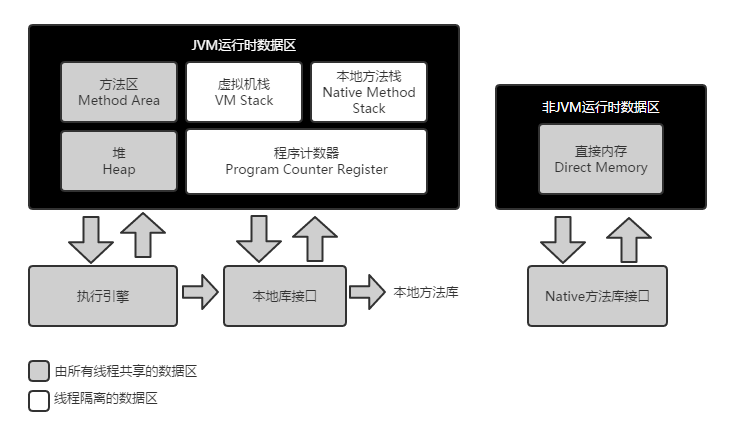 JVM运行时数据区
方法区
Method Area
虚拟机栈
VM Stack
本地方法栈
Native Method
Stack
堆
Heap
程序计数器
Program Counter Register
非JVM运行时数据区
直接内存
Direct Memory
执行引擎
本地库接口
本地方法库
Native方法库接口
由所有线程共享的数据区
线程隔离的数据区